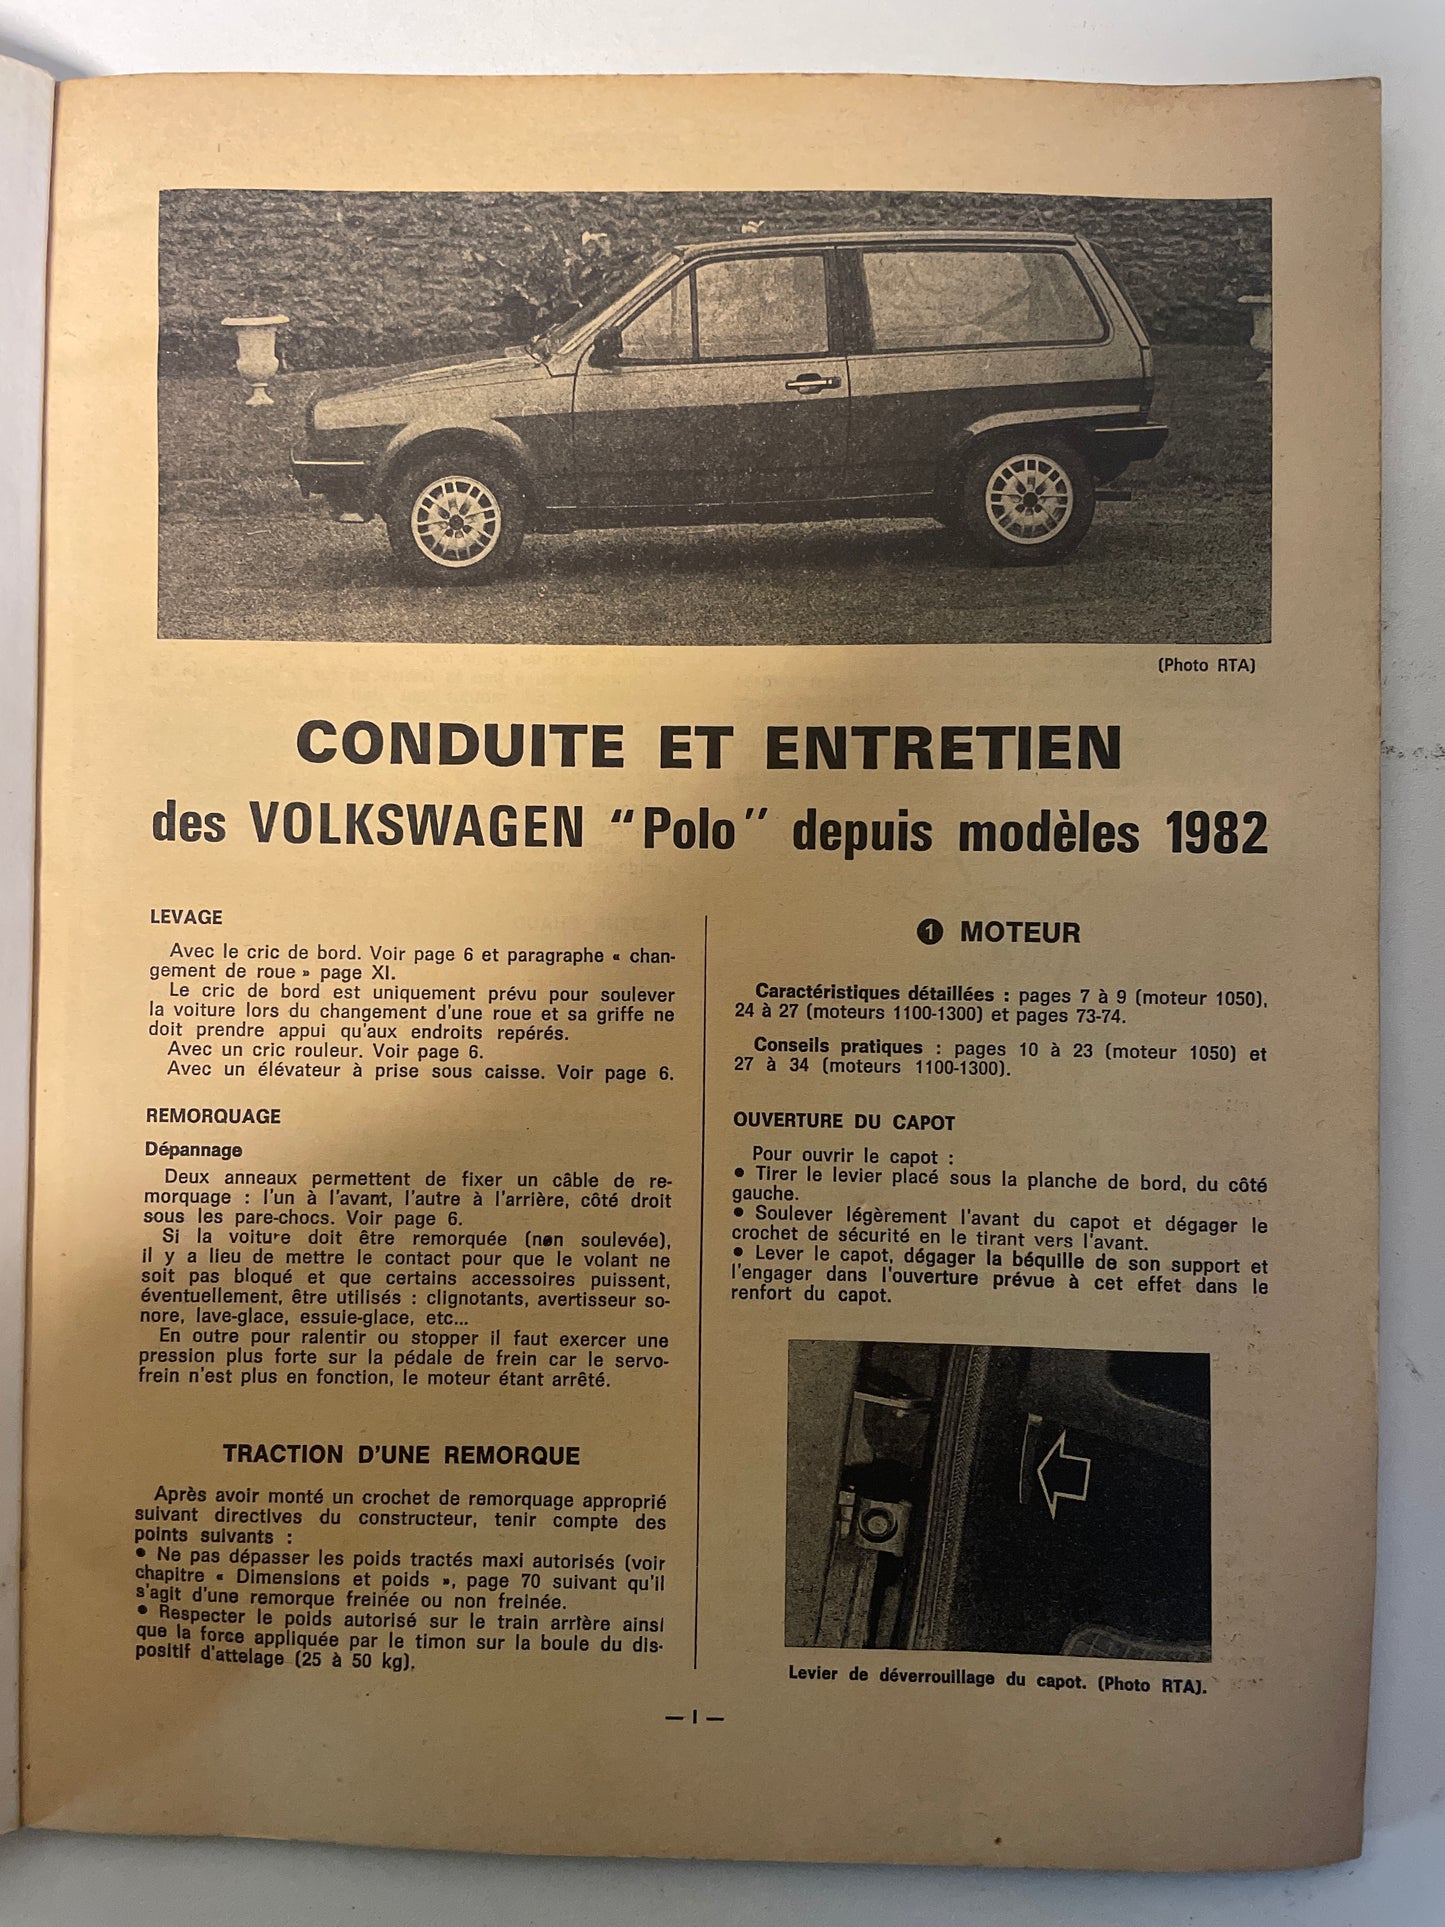 (Photo RTA)
CONDUITE ET ENTRETIEN
des VOLKSWAGEN "Polo" depuis modèles 1982
LEVAGE
Avec le cric de bord. Voir page 6 et paragraphe « chan-
gement de roue » page XI.
Le cric de bord est uniquement prévu pour soulever
la voiture lors du changement d'une roue et sa griffe ne
doit prendre appui qu'aux endroits repérés.
Avec un cric rouleur. Voir page 6.
Avec un élévateur à prise sous caisse. Voir page 6.
REMORQUAGE
Dépannage
Deux anneaux permettent de fixer un câble de re-
morquage : l'un à l'avant, l'autre à l'arrière, côté droit
sous les pare-chocs. Voir page 6.
Si la voiture doit être remorquée (non soulevée),
il y a lieu de mettre le contact pour que le volant ne
soit pas bloqué et que certains accessoires puissent,
éventuellement, être utilisés : clignotants, avertisseur so-
nore, lave-glace, essuie-glace, etc...
En outre pour ralentir ou stopper il faut exercer une
pression plus forte sur la pédale de frein car le servo-
frein n'est plus en fonction, le moteur étant arrêté.
TRACTION D'UNE REMORQUE
Après avoir monté un crochet de remorquage approprié
suivant directives du constructeur, tenir compte des
points suivants :
• Ne pas dépasser les poids tractés maxi autorisés (voir
chapitre « Dimensions et poids », page 70 suivant qu'il
s'agit d'une remorque freinée ou non freinée.
• Respecter le poids autorisé sur le train arrière ainsi
que la force appliquée par le timon sur la boule du dis-
positif d'attelage (25 à 50 kg).
❶ MOTEUR
Caractéristiques détaillées : pages 7 à 9 (moteur 1050),
24 à 27 (moteurs 1100-1300) et pages 73-74.
Conseils pratiques : pages 10 à 23 (moteur 1050) et
27 à 34 (moteurs 1100-1300).
OUVERTURE DU CAPOT
Pour ouvrir le capot :
• Tirer le levier placé sous la planche de bord, du côté
gauche.
• Soulever légèrement l'avant du capot et dégager le
crochet de sécurité en le tirant vers l'avant.
• Lever le capot, dégager la béquille de son support et
l'engager dans l'ouverture prévue à cet effet dans le
renfort du capot.
Levier de déverrouillage du capot. (Photo RTA).
— I —